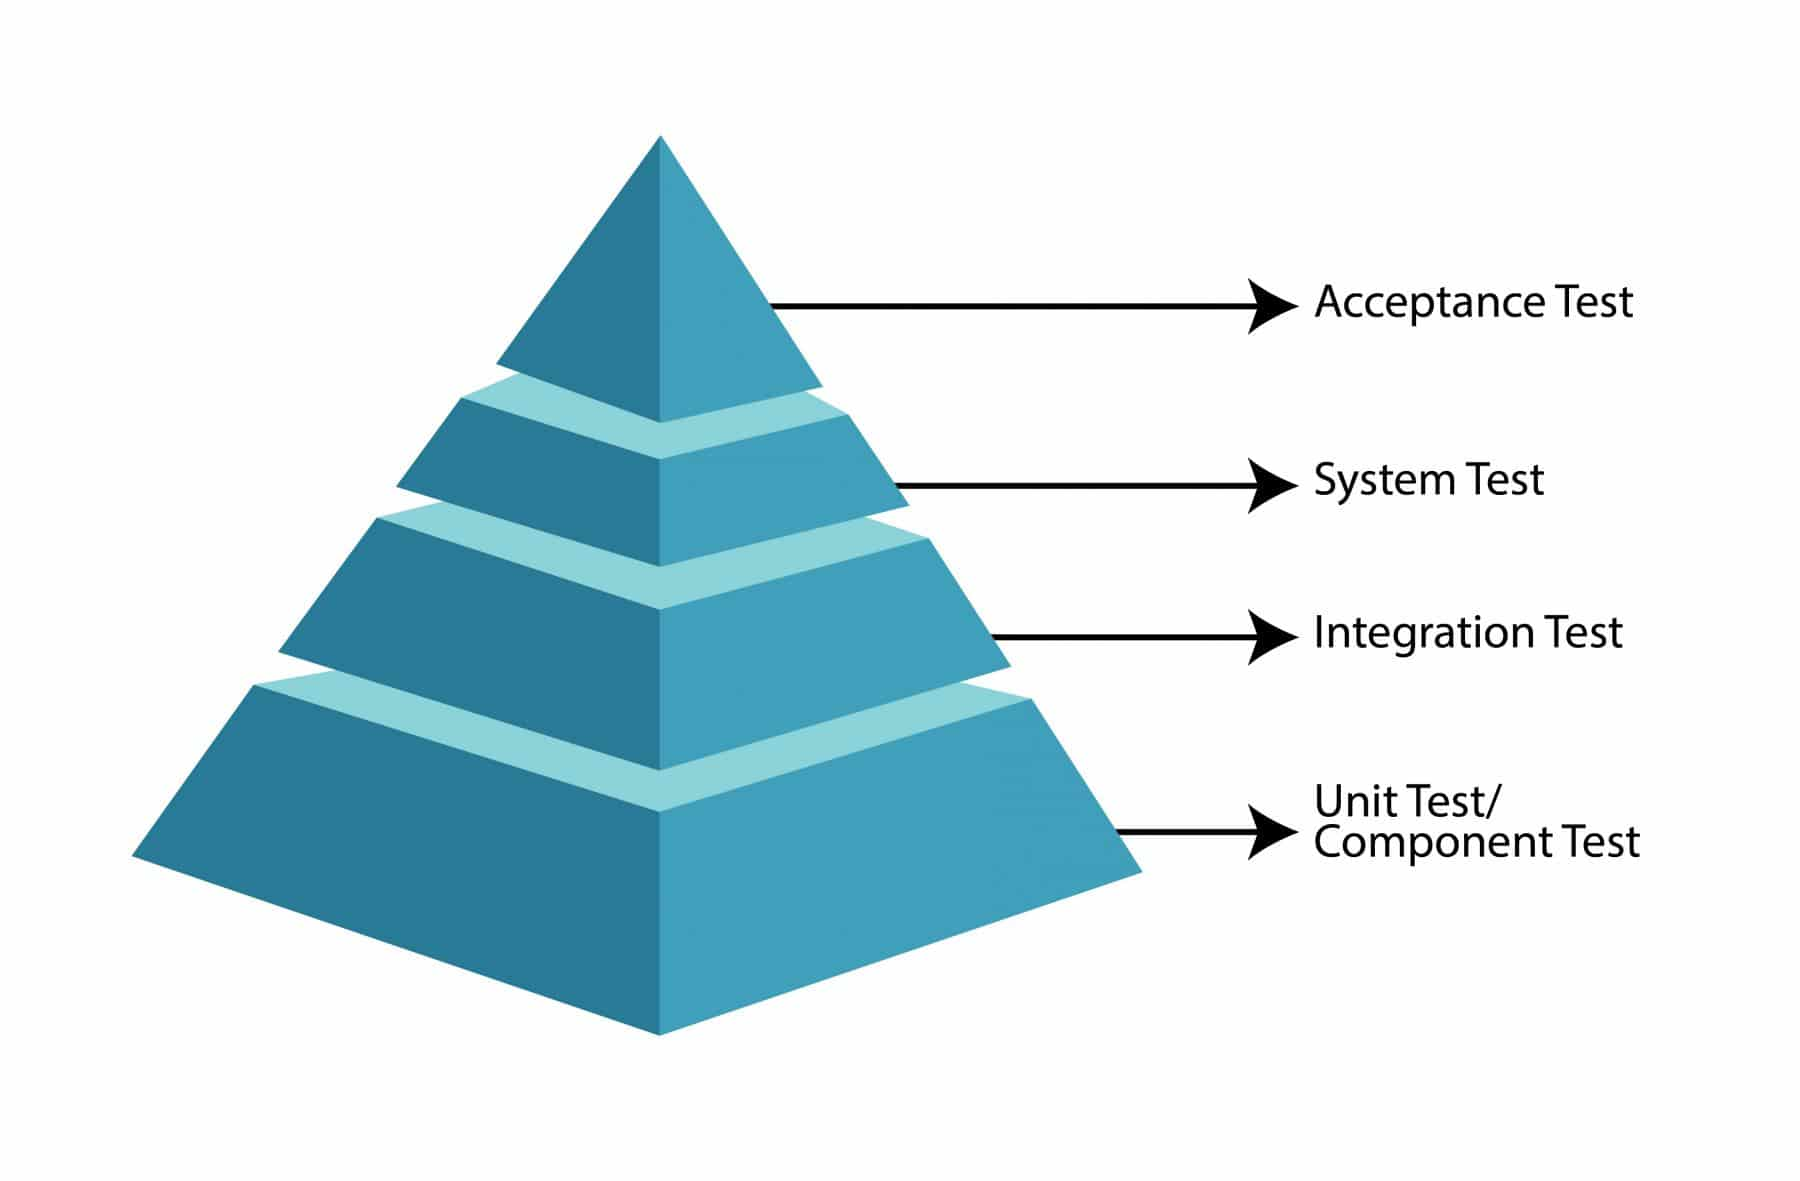 Acceptance Test
System Test
Integration Test
Unit Test/
Component Test